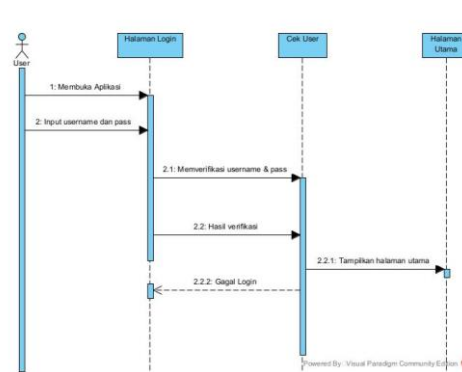 Halaman Login
Cek User
Halaman
Utama
User
1: Membuka Aplikasi
2: Input username dan pass
2.1: Memverifikasi username & pass
2.2: Hasil verifikasi
2.2.1: Tampilkan halaman utama
2.2.2: Gagal Login
Powered By: Visual Paradigm Community Edition